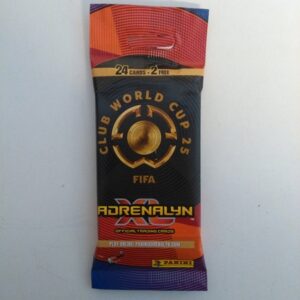 24 CARDS + 2 FREE
CLUB WORLD CUP 25
FIFA
ADRENALYN
XL
OFFICIAL TRADING CARDS
PLAY ONLINE: PANINIADRENALYN.COM
PANINI